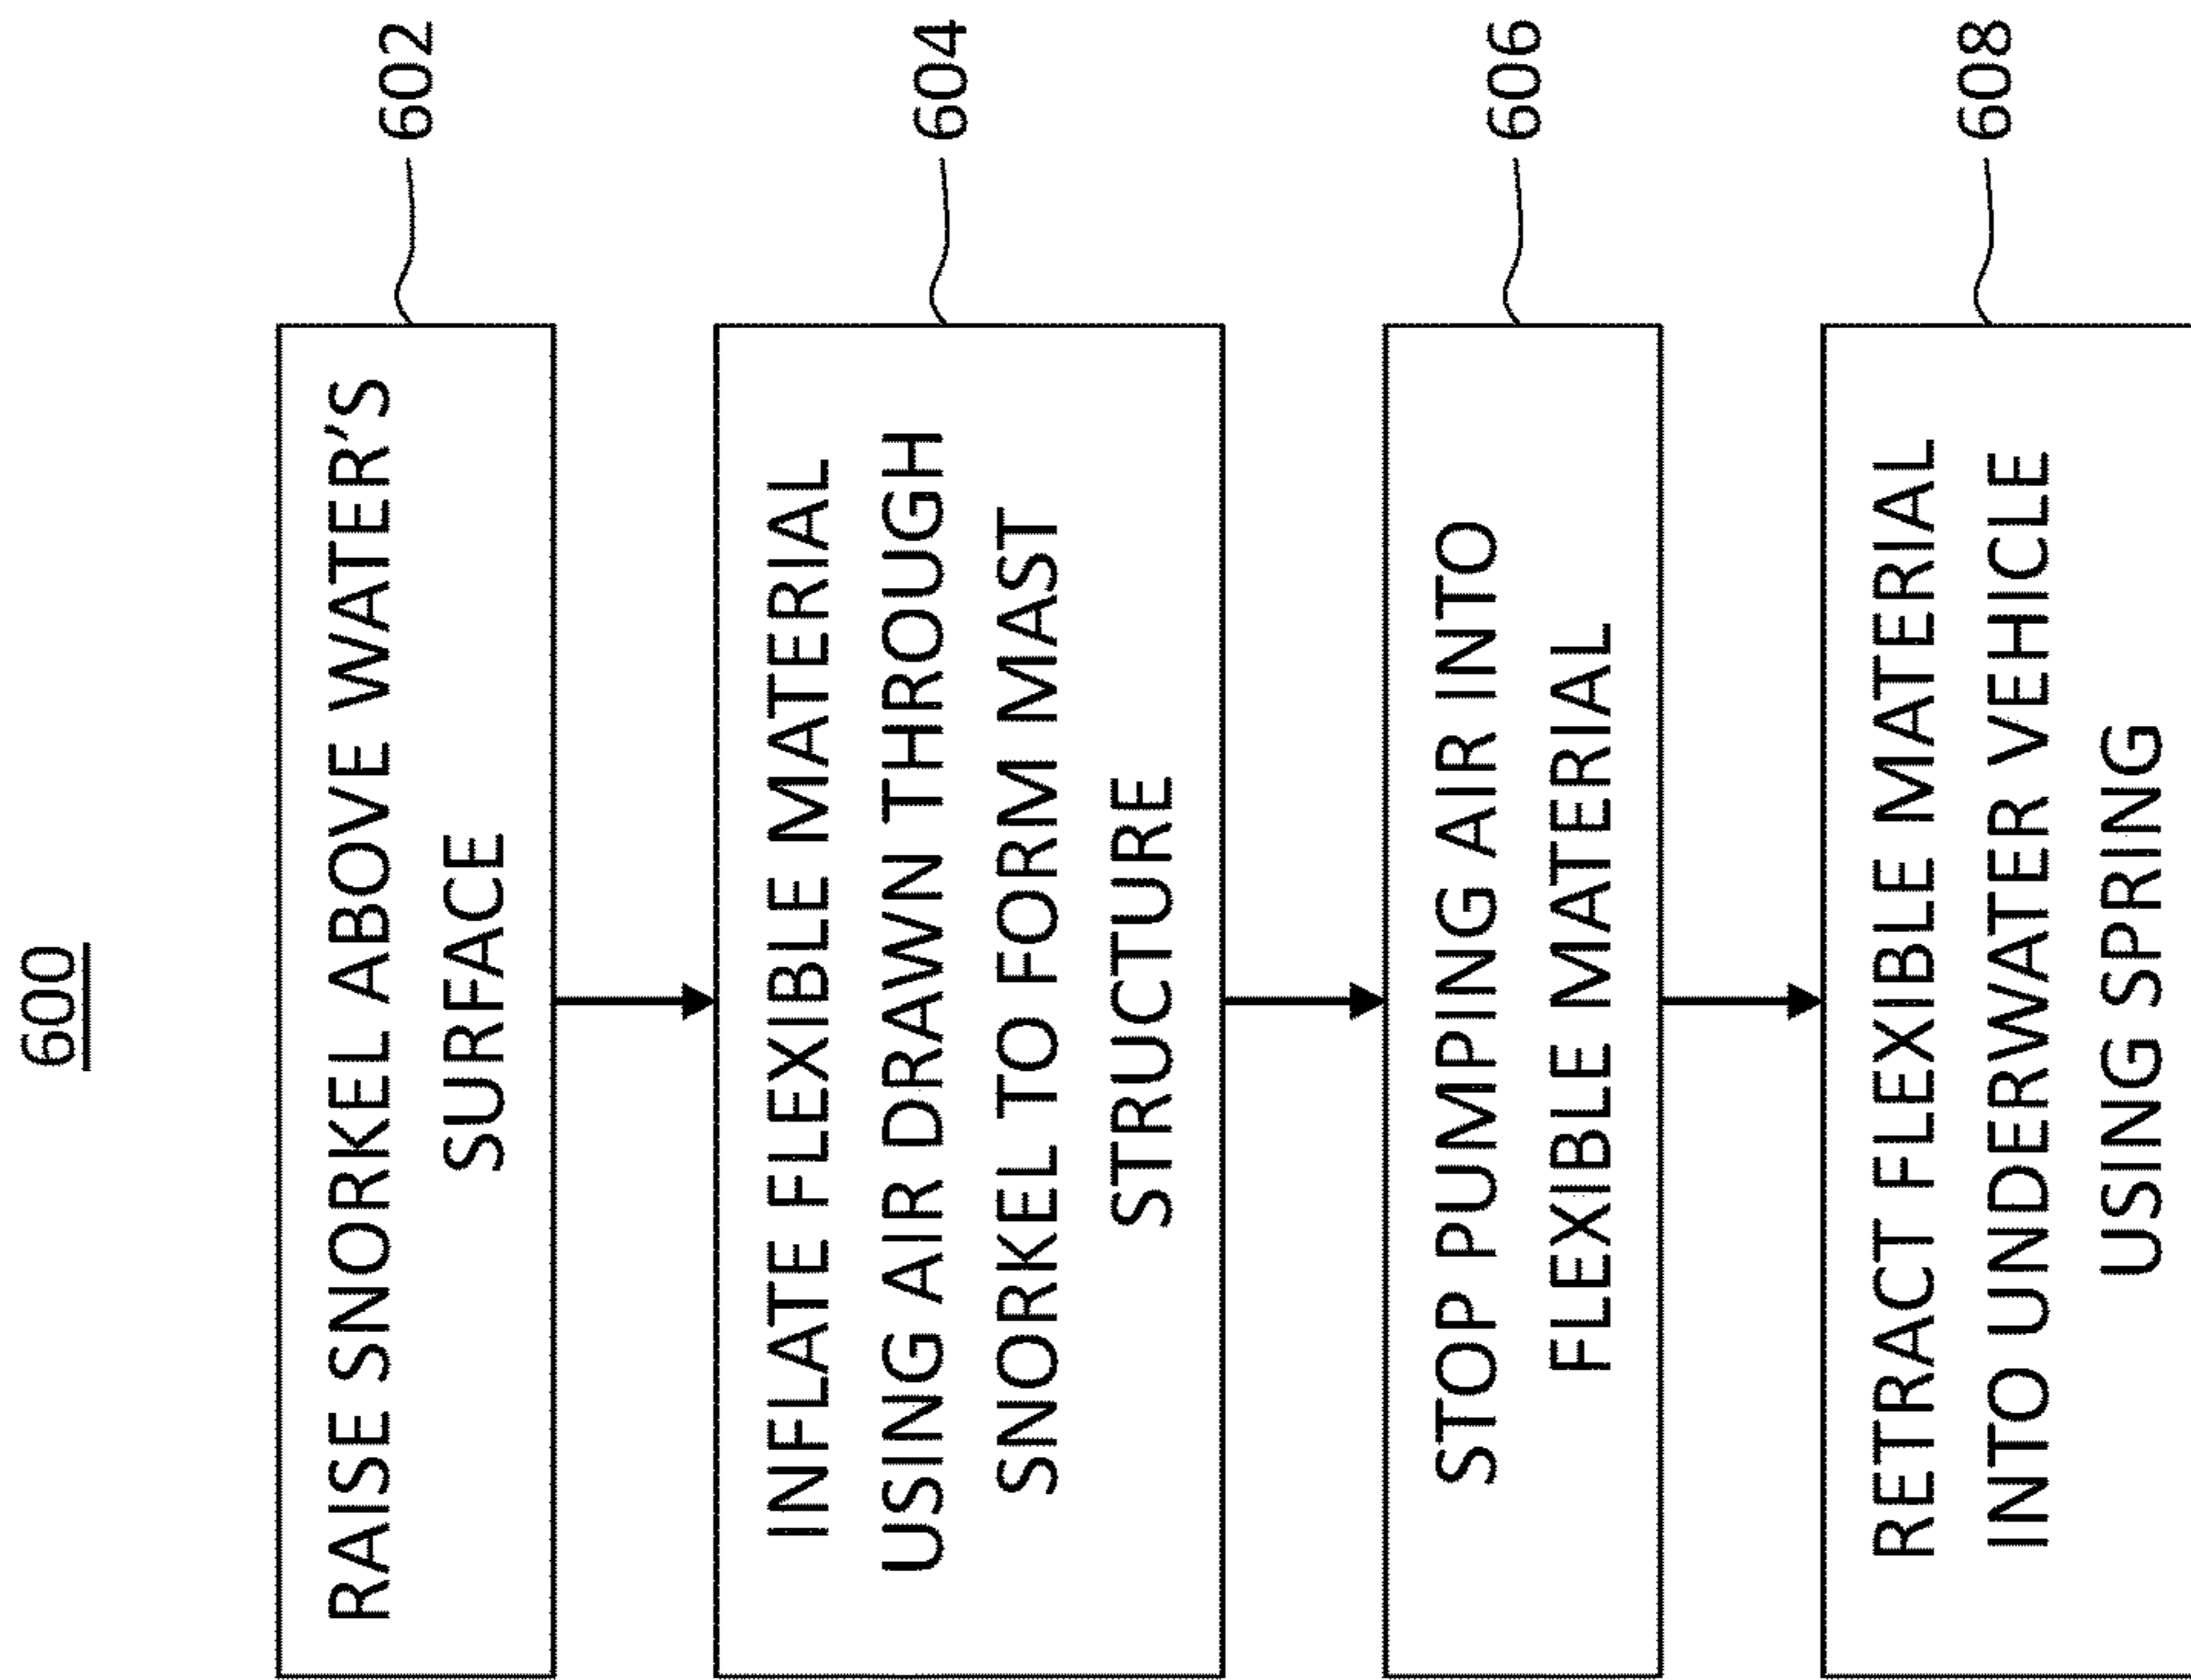 600
RAISE SNORKEL ABOVE WATER'S
SURFACE
602
INFLATE FLEXIBLE MATERIAL
USING AIR DRAWN THROUGH
SNORKEL TO FORM MAST
STRUCTURE
604
STOP PUMPING AIR INTO
FLEXIBLE MATERIAL
606
RETRACT FLEXIBLE MATERIAL
INTO UNDERWATER VEHICLE
USING SPRING
608